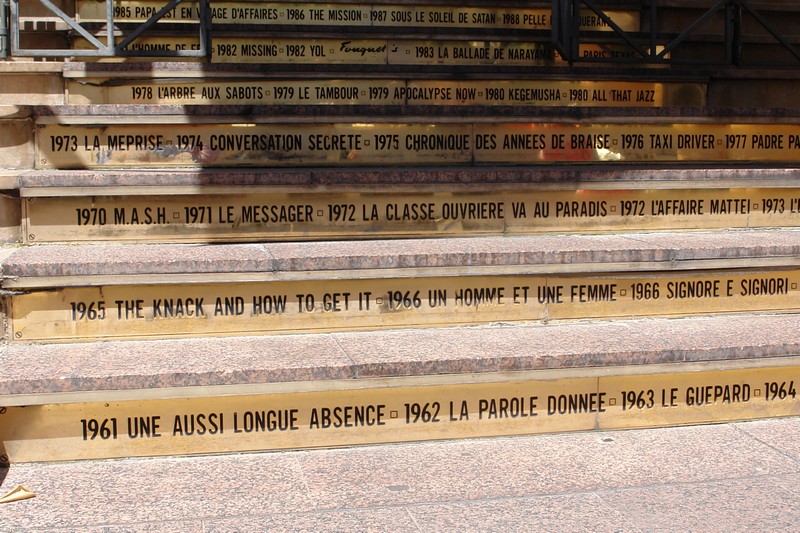 1985 PAPA EST EN VOYAGE D'AFFAIRES▫1986 THE MISSION▫1987 SOUS LE SOLEIL DE SATAN▫1988 PELLE
L'HOMME DE FE 1982 MISSING▫1982 YOL▫Fouquet's▫1983 LA BALLADE DE NARAYAMA PARIS
1978 L'ARBRE AUX SABOTS▫1979 LE TAMBOUR▫1979 APOCALYPSE NOW▫1980 KEGEMUSHA▫1980 ALL THAT JAZZ
1973 LA MEPRISE▫1974 CONVERSATION SECRETE▫1975 CHRONIQUE DES ANNEES DE BRAISE▫1976 TAXI DRIVER▫1977 PADRE PA
1970 M.A.S.H.▫1971 LE MESSAGER▫1972 LA CLASSE OUVRIERE VA AU PARADIS▫1972 L'AFFAIRE MATTEI▫1973 L'
1965 THE KNACK AND HOW TO GET IT▫1966 UN HOMME ET UNE FEMME▫1966 SIGNORE E SIGNORI▫
1961 UNE AUSSI LONGUE ABSENCE▫1962 LA PAROLE DONNEE▫1963 LE GUEPARD▫1964